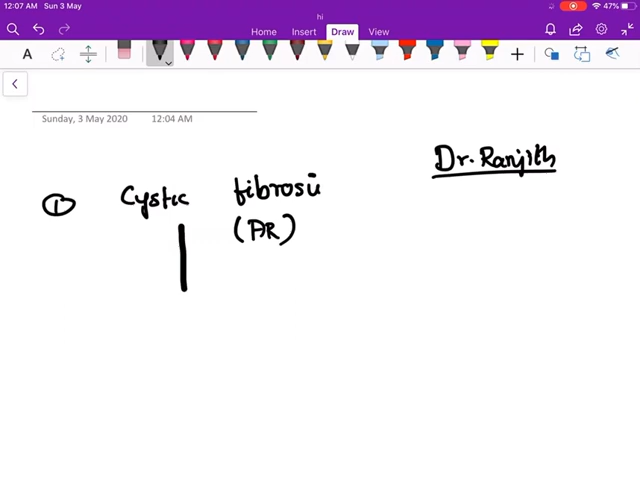 12:07 AM Sun 3 May 47%
hi
Home Insert Draw View
A
Sunday, 3 May 2020 12:04 AM
Dr. Ranjith
① Cystic fibrosis
(AR)